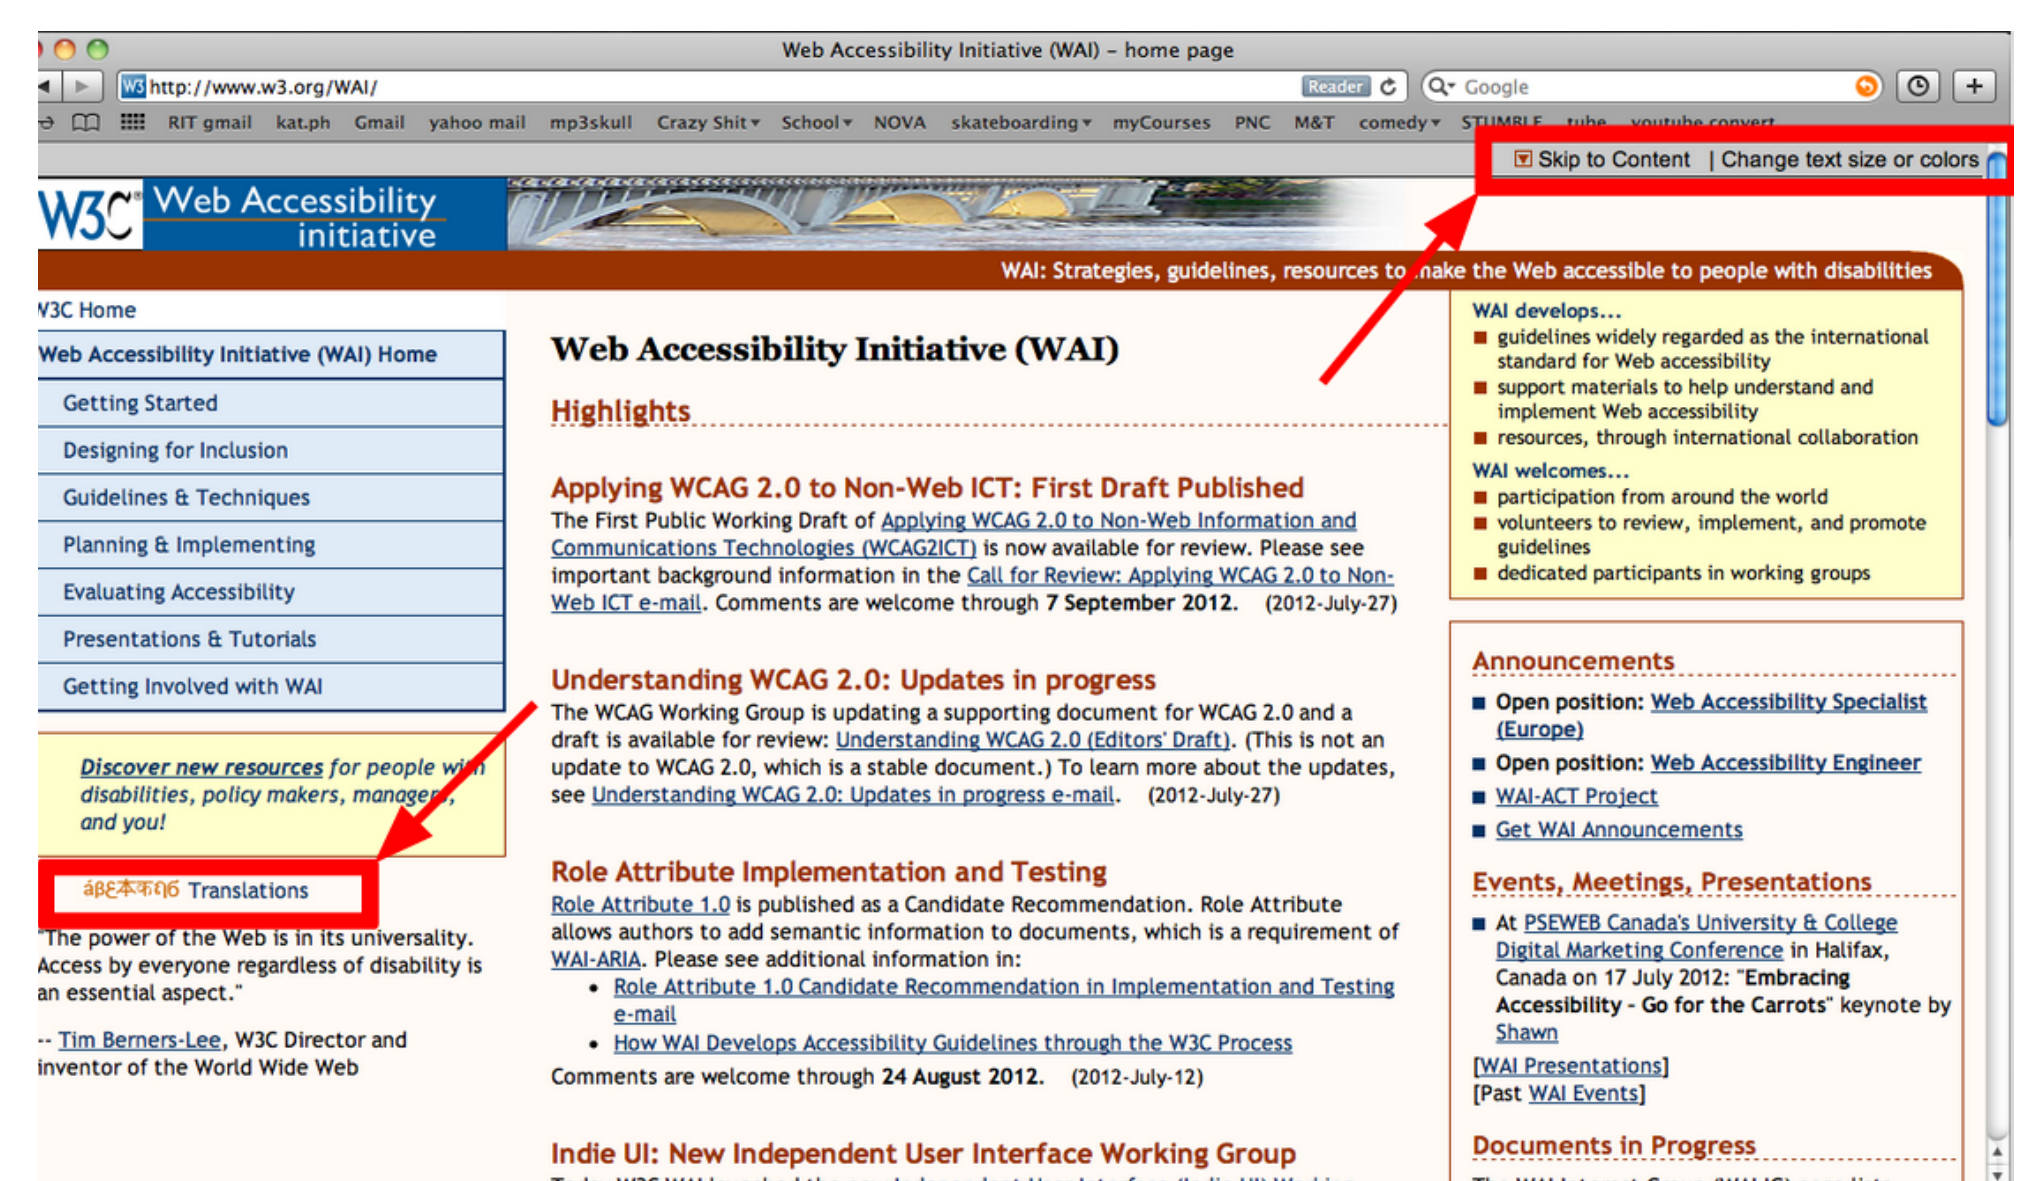 Web Accessibility Initiative (WAI) – home page
W3 http://www.w3.org/WAI/
Reader
Google
RIT gmail kat.ph Gmail yahoo mail mp3skull Crazy Shit School NOVA skateboarding myCourses PNC M&T comedy STUMBLE tube youtube convert
Skip to Content | Change text size or colors
W3C® Web Accessibility
initiative
WAI: Strategies, guidelines, resources to make the Web accessible to people with disabilities
W3C Home
Web Accessibility Initiative (WAI) Home
Getting Started
Designing for Inclusion
Guidelines & Techniques
Planning & Implementing
Evaluating Accessibility
Presentations & Tutorials
Getting Involved with WAI
Discover new resources for people with
disabilities, policy makers, managers,
and you!
Translations
"The power of the Web is in its universality.
Access by everyone regardless of disability is
an essential aspect."
-- Tim Berners-Lee, W3C Director and
inventor of the World Wide Web
Web Accessibility Initiative (WAI)
Highlights
Applying WCAG 2.0 to Non-Web ICT: First Draft Published
The First Public Working Draft of Applying WCAG 2.0 to Non-Web Information and
Communications Technologies (WCAG2ICT) is now available for review. Please see
important background information in the Call for Review: Applying WCAG 2.0 to Non-
Web ICT e-mail. Comments are welcome through 7 September 2012. (2012-July-27)
Understanding WCAG 2.0: Updates in progress
The WCAG Working Group is updating a supporting document for WCAG 2.0 and a
draft is available for review: Understanding WCAG 2.0 (Editors' Draft). (This is not an
update to WCAG 2.0, which is a stable document.) To learn more about the updates,
see Understanding WCAG 2.0: Updates in progress e-mail. (2012-July-27)
Role Attribute Implementation and Testing
Role Attribute 1.0 is published as a Candidate Recommendation. Role Attribute
allows authors to add semantic information to documents, which is a requirement of
WAI-ARIA. Please see additional information in:
• Role Attribute 1.0 Candidate Recommendation in Implementation and Testing
e-mail
• How WAI Develops Accessibility Guidelines through the W3C Process
Comments are welcome through 24 August 2012. (2012-July-12)
Indie UI: New Independent User Interface Working Group
WAI develops...
guidelines widely regarded as the international
standard for Web accessibility
support materials to help understand and
implement Web accessibility
resources, through international collaboration
WAI welcomes...
participation from around the world
volunteers to review, implement, and promote
guidelines
dedicated participants in working groups
Announcements
Open position: Web Accessibility Specialist
(Europe)
Open position: Web Accessibility Engineer
WAI-ACT Project
Get WAI Announcements
Events, Meetings, Presentations
At PSEWEB Canada's University & College
Digital Marketing Conference in Halifax,
Canada on 17 July 2012: "Embracing
Accessibility - Go for the Carrots" keynote by
Shawn
[WAI Presentations]
[Past WAI Events]
Documents in Progress